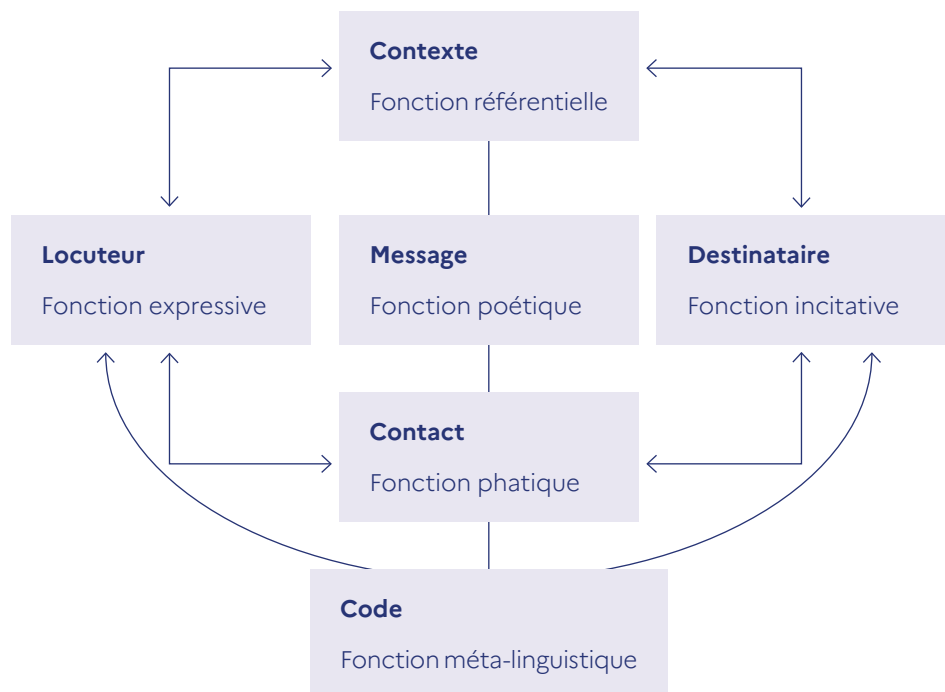 Contexte
Fonction référentielle
Locuteur
Fonction expressive
Message
Fonction poétique
Destinataire
Fonction incitative
Contact
Fonction phatique
Code
Fonction méta-linguistique